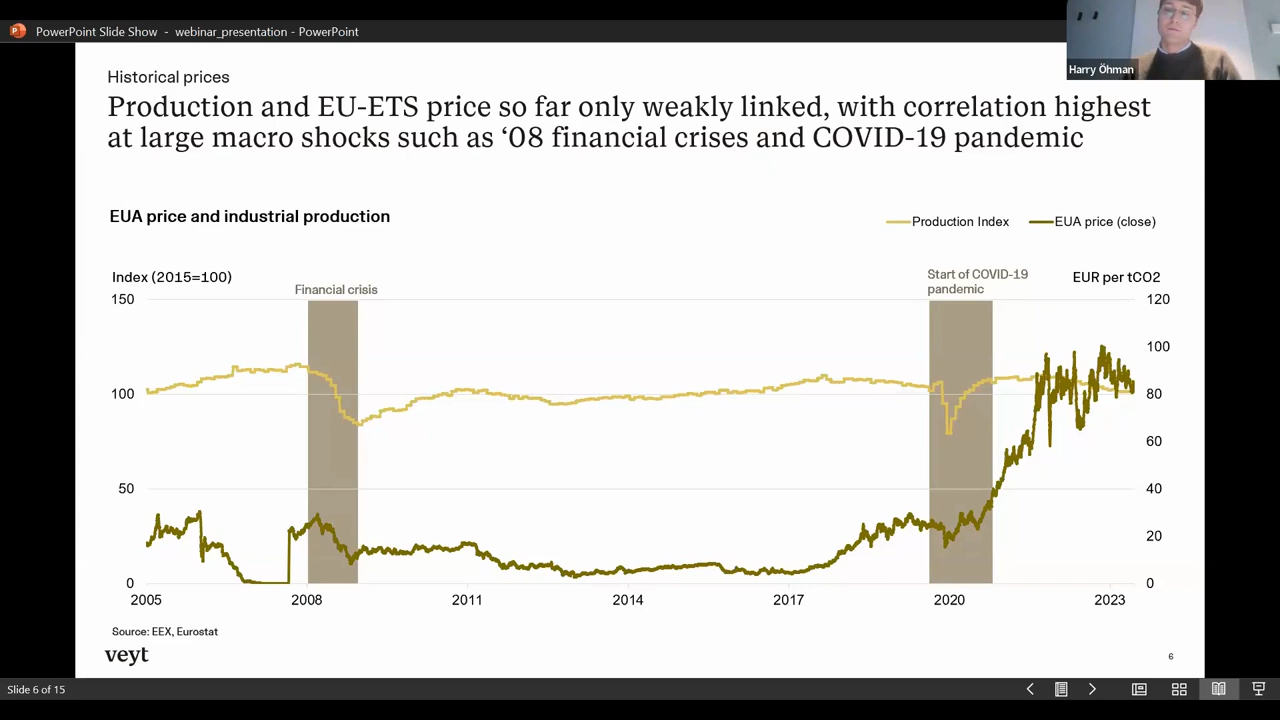 PowerPoint Slide Show - webinar_presentation - PowerPoint
Harry Öhman
Historical prices
Production and EU-ETS price so far only weakly linked, with correlation highest
at large macro shocks such as ‘08 financial crises and COVID-19 pandemic
EUA price and industrial production
Production Index
EUA price (close)
Index (2015=100)
Financial crisis
Start of COVID-19
pandemic
EUR per tCO2
150
120
100
100
80
60
50
40
20
0
0
2005
2008
2011
2014
2017
2020
2023
Source: EEX, Eurostat
veyt
6
Slide 6 of 15